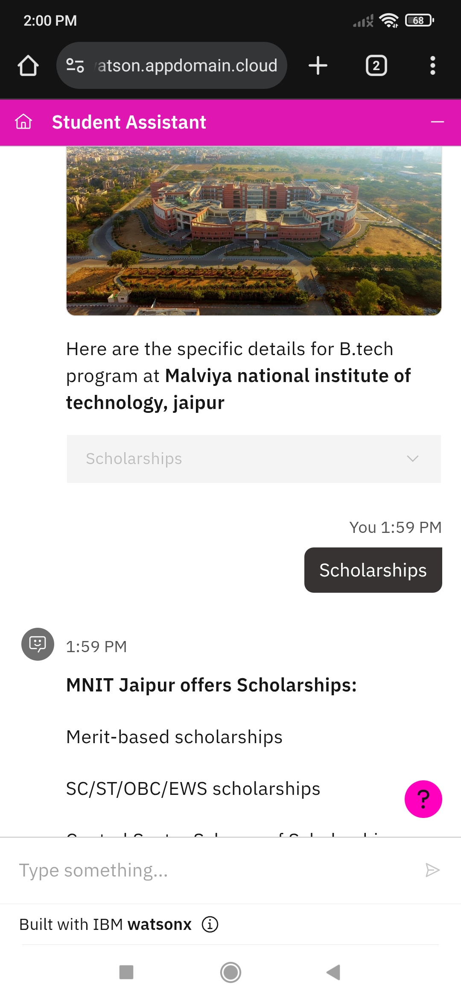 2:00 PM
68
atson.appdomain.cloud
2
Student Assistant
Here are the specific details for B.tech
program at Malviya national institute of
technology, jaipur
Scholarships
You 1:59 PM
Scholarships
1:59 PM
MNIT Jaipur offers Scholarships:
Merit-based scholarships
SC/ST/OBC/EWS scholarships
?
Type something...
Built with IBM watsonx